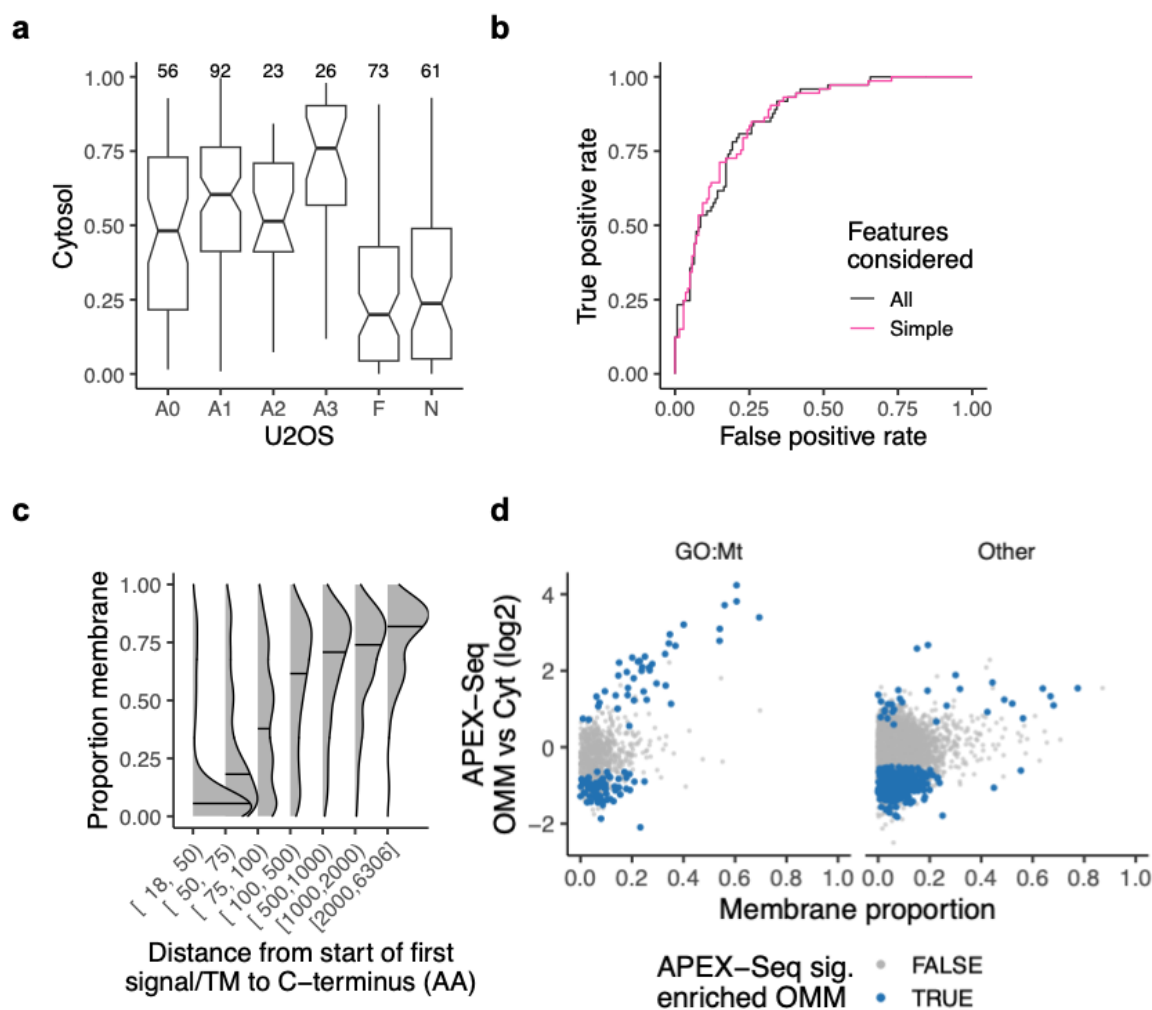 a
56 92 23 26 73 61
1.00
0.75
0.50
0.25
0.00
Cytosol
A0 A1 A2 A3 F N
U2OS
b
1.00
0.75
0.50
0.25
0.00
True positive rate
Features
considered
All
Simple
0.00 0.25 0.50 0.75 1.00
False positive rate
c
1.00
0.75
0.50
0.25
0.00
Proportion membrane
[ 18, 50)
[ 50, 75)
[ 75, 100)
[ 100, 500)
[ 500,1000)
[1000,2000)
[2000,6306]
Distance from start of first
signal/TM to C−terminus (AA)
d
GO:Mt Other
4
2
0
−2
APEX−Seq
OMM vs Cyt (log2)
0.0 0.2 0.4 0.6 0.8 1.0 0.0 0.2 0.4 0.6 0.8 1.0
Membrane proportion
APEX−Seq sig.
enriched OMM
FALSE
TRUE